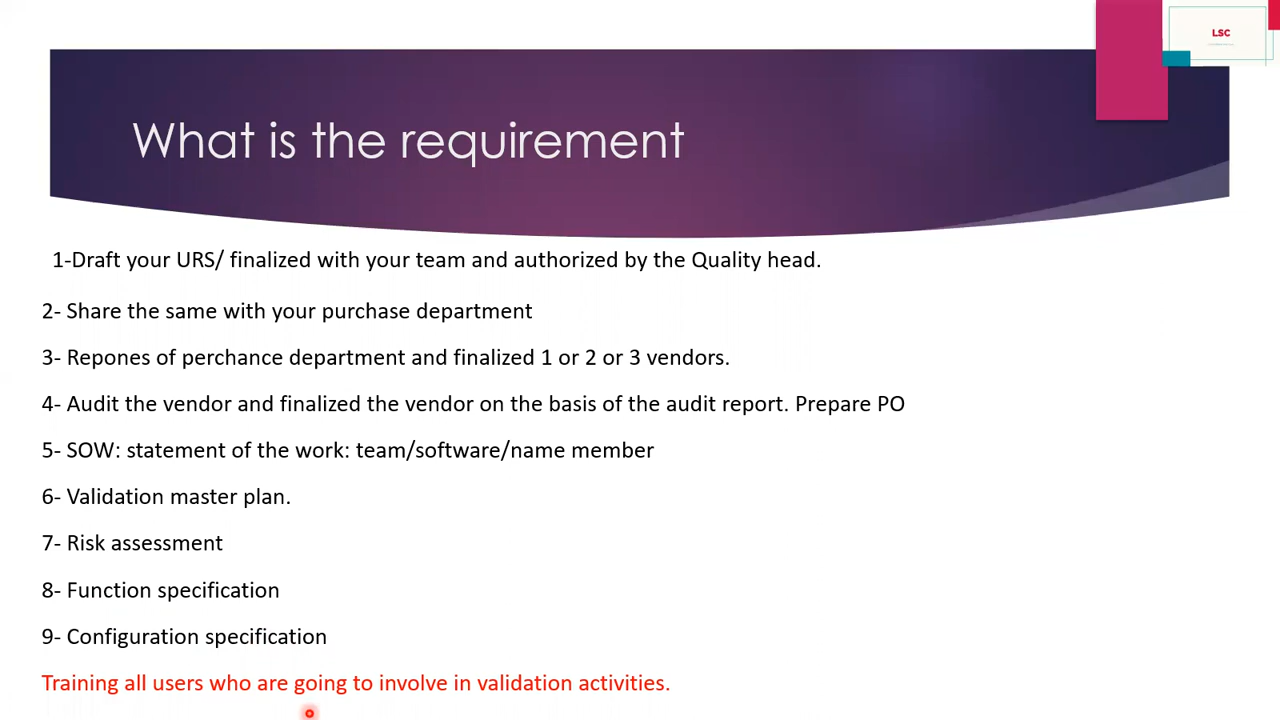 LSC
What is the requirement
1-Draft your URS/ finalized with your team and authorized by the Quality head.
2- Share the same with your purchase department
3- Repones of perchance department and finalized 1 or 2 or 3 vendors.
4- Audit the vendor and finalized the vendor on the basis of the audit report. Prepare PO
5- SOW: statement of the work: team/software/name member
6- Validation master plan.
7- Risk assessment
8- Function specification
9- Configuration specification
Training all users who are going to involve in validation activities.